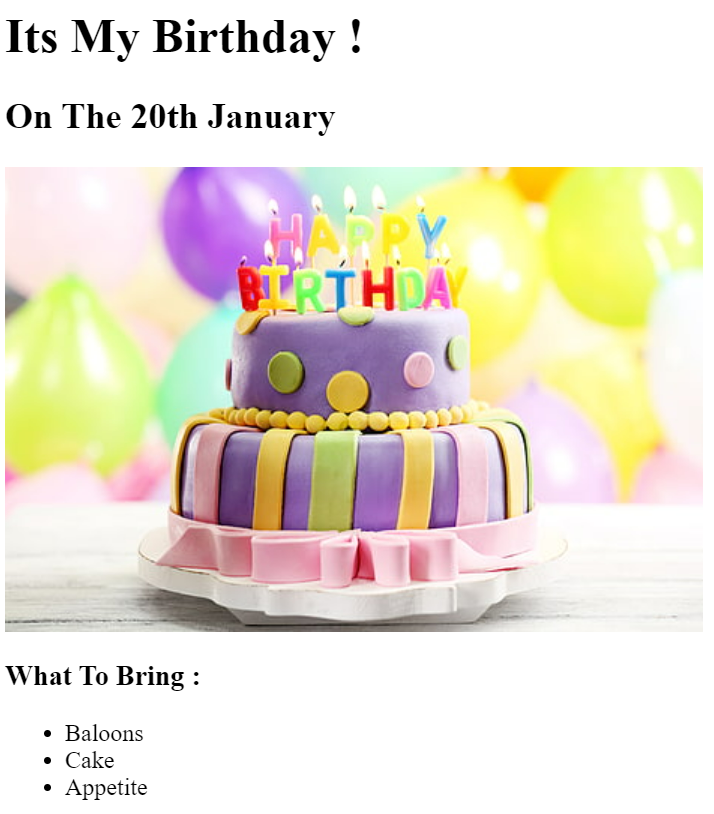 Its My Birthday !
On The 20th January
HAPPY
BIRTHDAY
What To Bring :
Baloons
Cake
Appetite